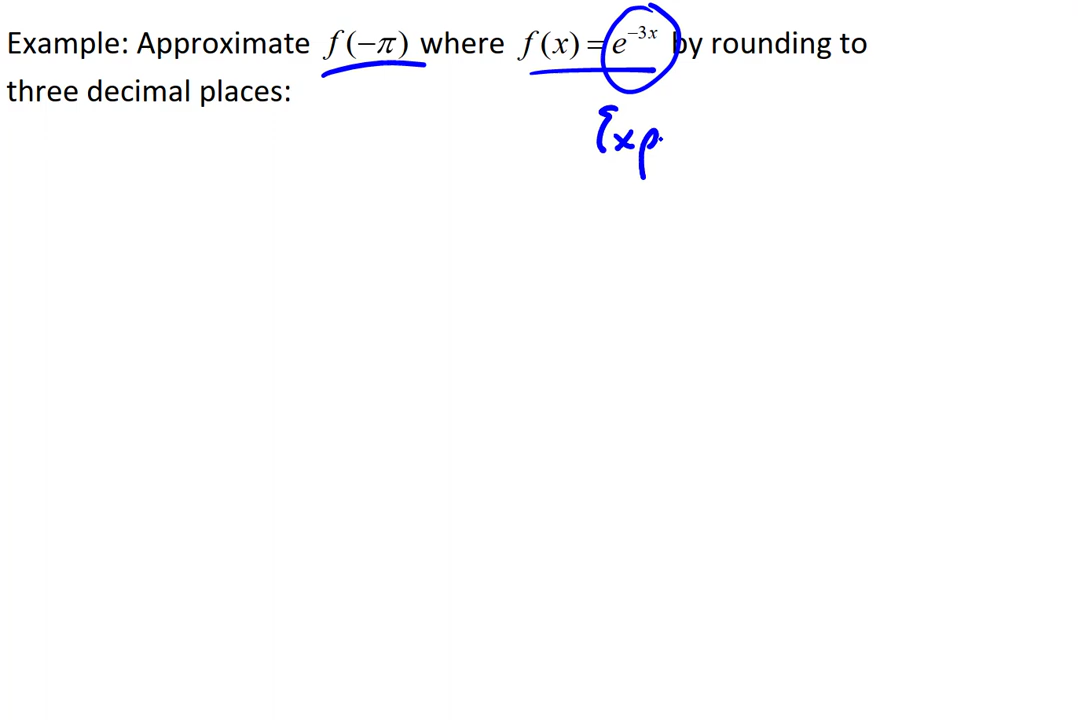 Example: Approximate f(−π) where f(x) = e^{−3x} by rounding to
three decimal places:
Exp.